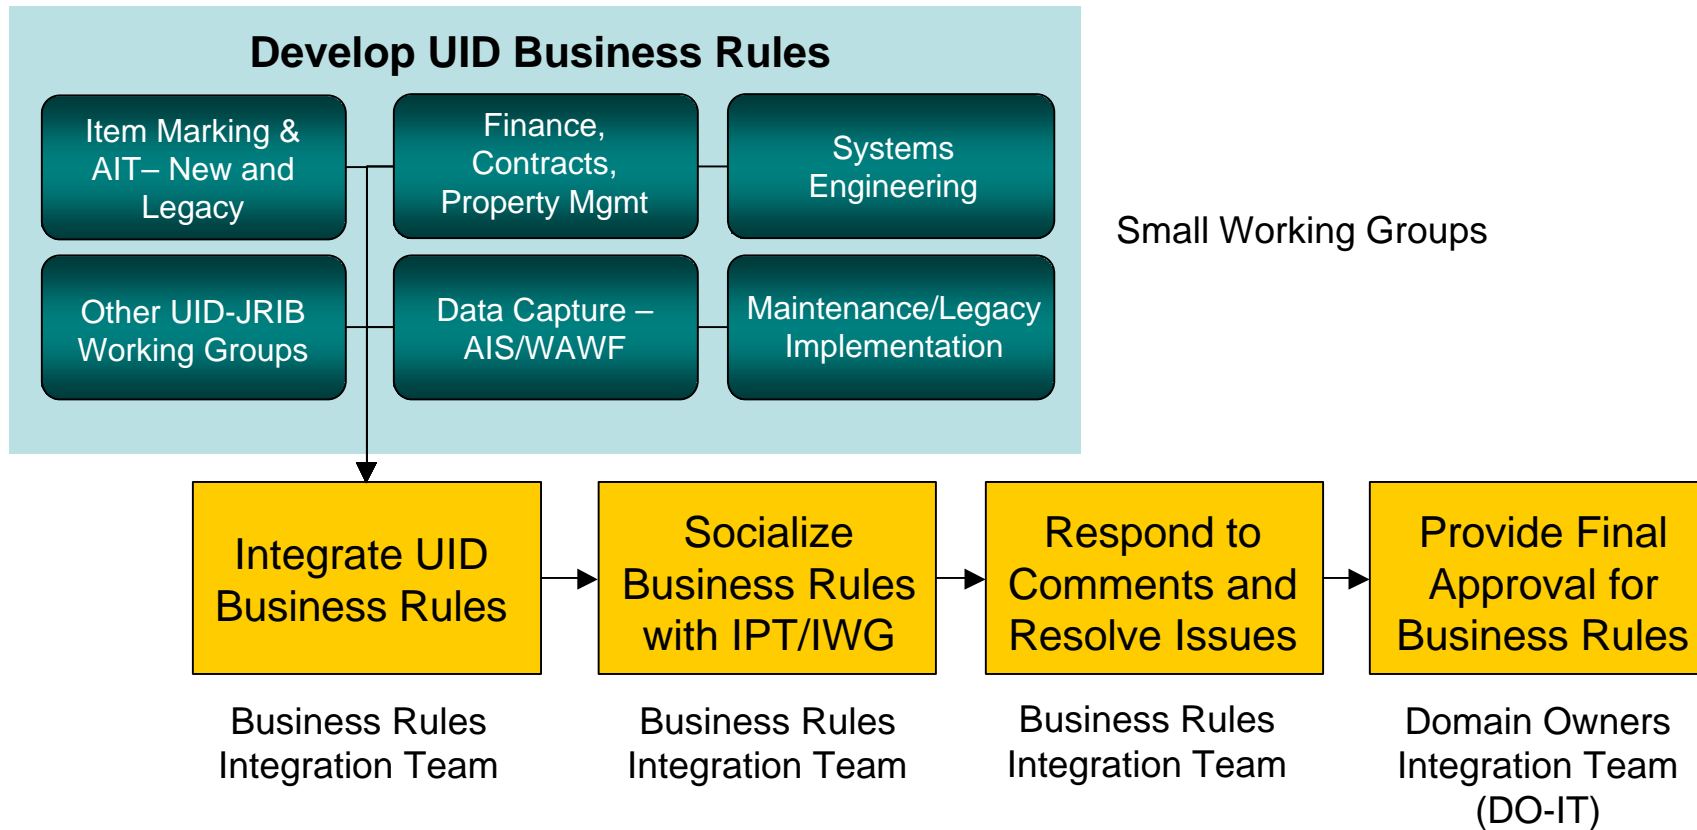 Develop UID Business Rules
Item Marking &
AIT– New and
Legacy
Finance,
Contracts,
Property Mgmt
Systems
Engineering
Other UID-JRIB
Working Groups
Data Capture –
AIS/WAWF
Maintenance/Legacy
Implementation
Small Working Groups
Integrate UID
Business Rules
Socialize
Business Rules
with IPT/IWG
Respond to
Comments and
Resolve Issues
Provide Final
Approval for
Business Rules
Business Rules
Integration Team
Business Rules
Integration Team
Business Rules
Integration Team
Domain Owners
Integration Team
(DO-IT)